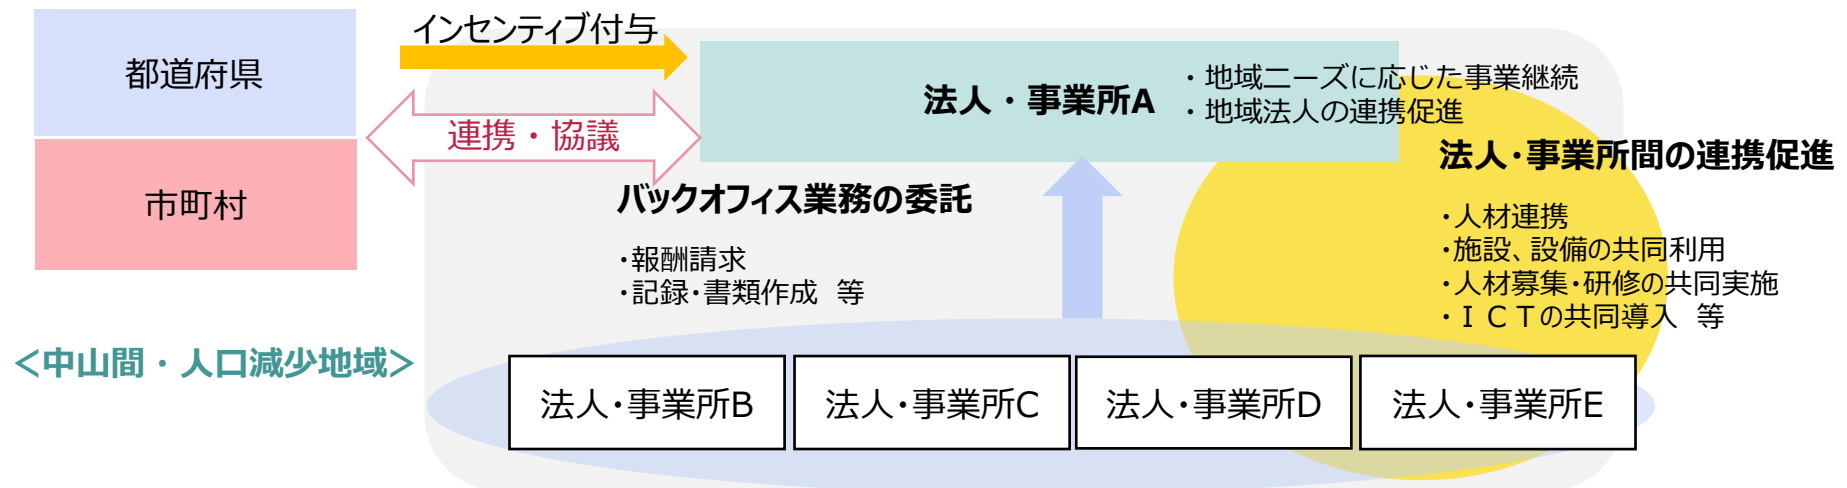 都道府県
市町村
インセンティブ付与
連携・協議
法人・事業所A
・地域ニーズに応じた事業継続
・地域法人の連携促進
バックオフィス業務の委託
・報酬請求
・記録・書類作成　等
法人・事業所間の連携促進
・人材連携
・施設、設備の共同利用
・人材募集・研修の共同実施
・ＩＣＴの共同導入　等
＜中山間・人口減少地域＞
法人・事業所B
法人・事業所C
法人・事業所D
法人・事業所E